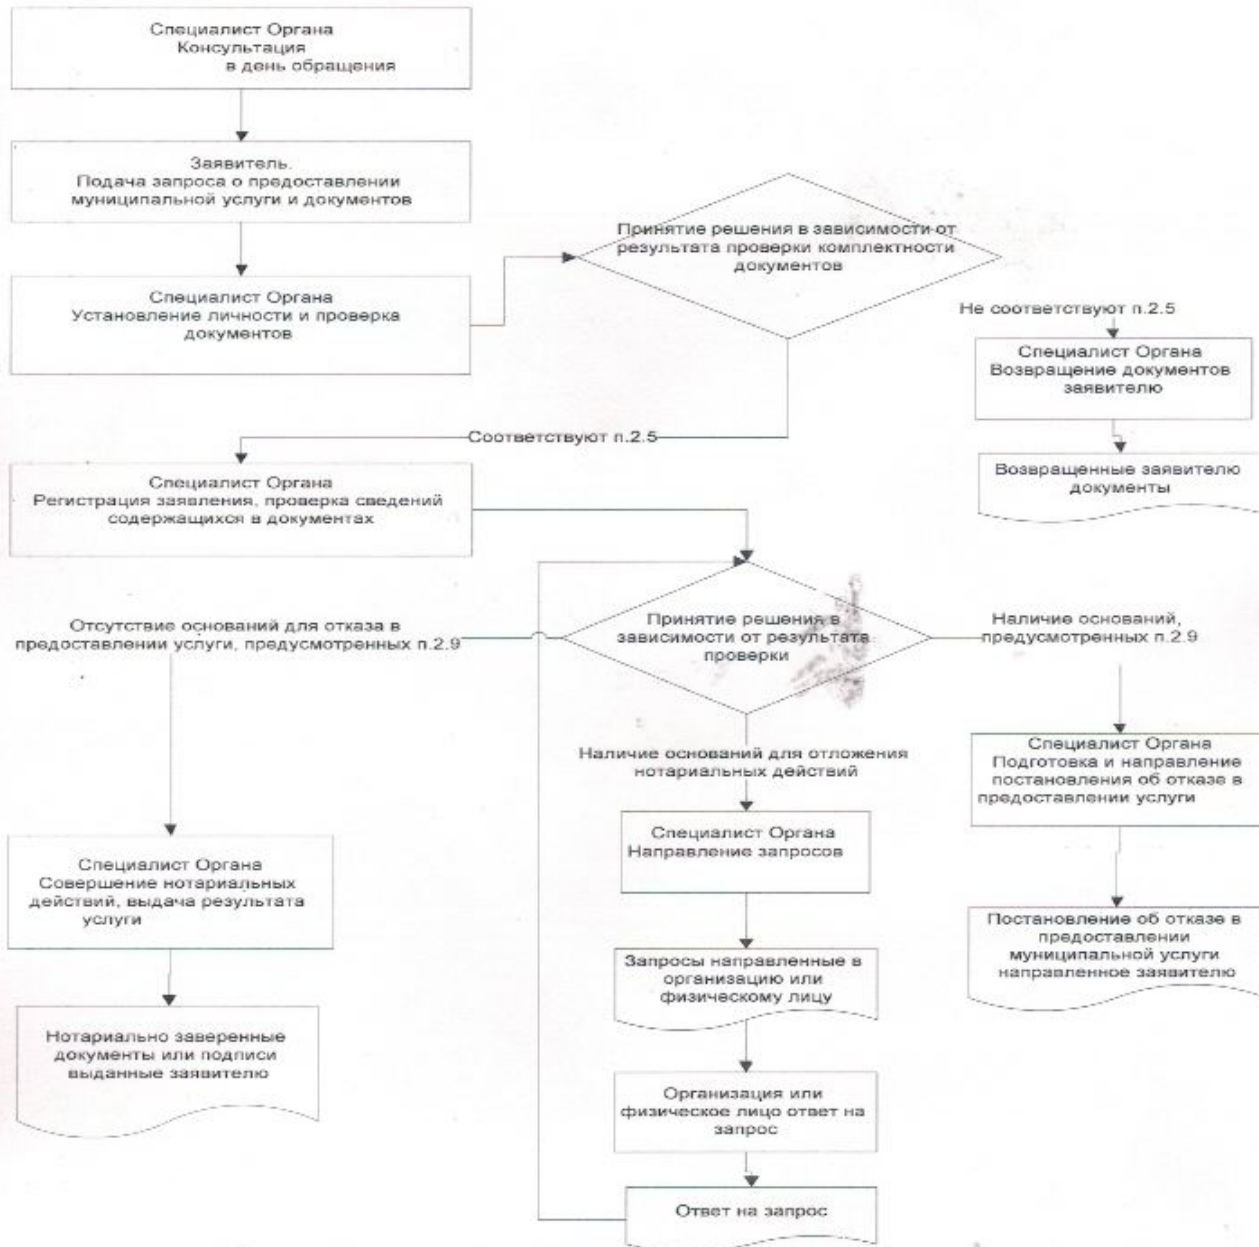 Специалист Органа
Консультация
в день обращения
Заявитель.
Подача запроса о предоставлении
муниципальной услуги и документов
Специалист Органа
Установление личности и проверка
документов
Принятие решения в зависимости от
результата проверки комплектности
документов
Не соответствуют п.2.5
Специалист Органа
Возвращение документов
заявителю
Возвращенные заявителю
документы
Соответствуют п.2.5
Специалист Органа
Регистрация заявления, проверка сведений
содержащихся в документах
Отсутствие оснований для отказа в
предоставлении услуги, предусмотренных п.2.9
Принятие решения в
зависимости от результата
проверки
Наличие оснований,
предусмотренных п.2.9
Наличие оснований для отложения
нотариальных действий
Специалист Органа
Подготовка и направление
постановления об отказе в
предоставлении услуги
Специалист Органа
Направление запросов
Специалист Органа
Совершение нотариальных
действий, выдача результата
услуги
Постановление об отказе в
предоставлении
муниципальной услуги
направленное заявителю
Запросы направленные в
организацию или
физическому лицу
Нотариально заверенные
документы или подписи
выданные заявителю
Организация или
физическое лицо ответ на
запрос
Ответ на запрос